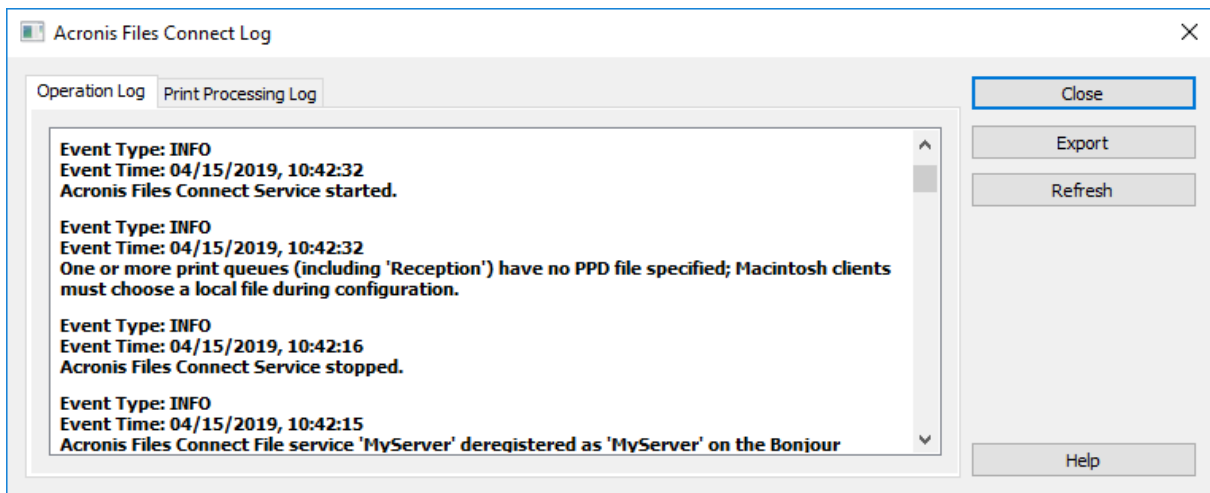 Acronis Files Connect Log
Operation Log
Print Processing Log
Close
Export
Refresh
Help
Event Type: INFO
Event Time: 04/15/2019, 10:42:32
Acronis Files Connect Service started.
Event Type: INFO
Event Time: 04/15/2019, 10:42:32
One or more print queues (including 'Reception') have no PPD file specified; Macintosh clients
must choose a local file during configuration.
Event Type: INFO
Event Time: 04/15/2019, 10:42:16
Acronis Files Connect Service stopped.
Event Type: INFO
Event Time: 04/15/2019, 10:42:15
Acronis Files Connect File service 'MyServer' deregistered as 'MyServer' on the Bonjour